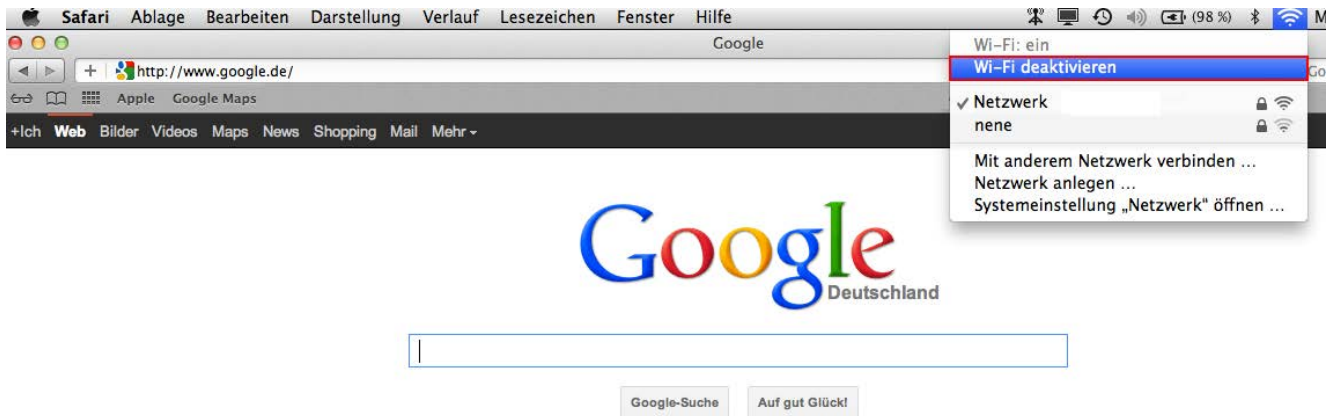 Safari Ablage Bearbeiten Darstellung Verlauf Lesezeichen Fenster Hilfe (98 %) M
Google
Wi-Fi: ein
+ http://www.google.de/
Wi-Fi deaktivieren
Go
Apple Google Maps
Netzwerk
+Ich Web Bilder Videos Maps News Shopping Mail Mehr
nene
Mit anderem Netzwerk verbinden ...
Netzwerk anlegen ...
Systemeinstellung „Netzwerk“ öffnen ...
Google
Deutschland
Google-Suche Auf gut Glück!